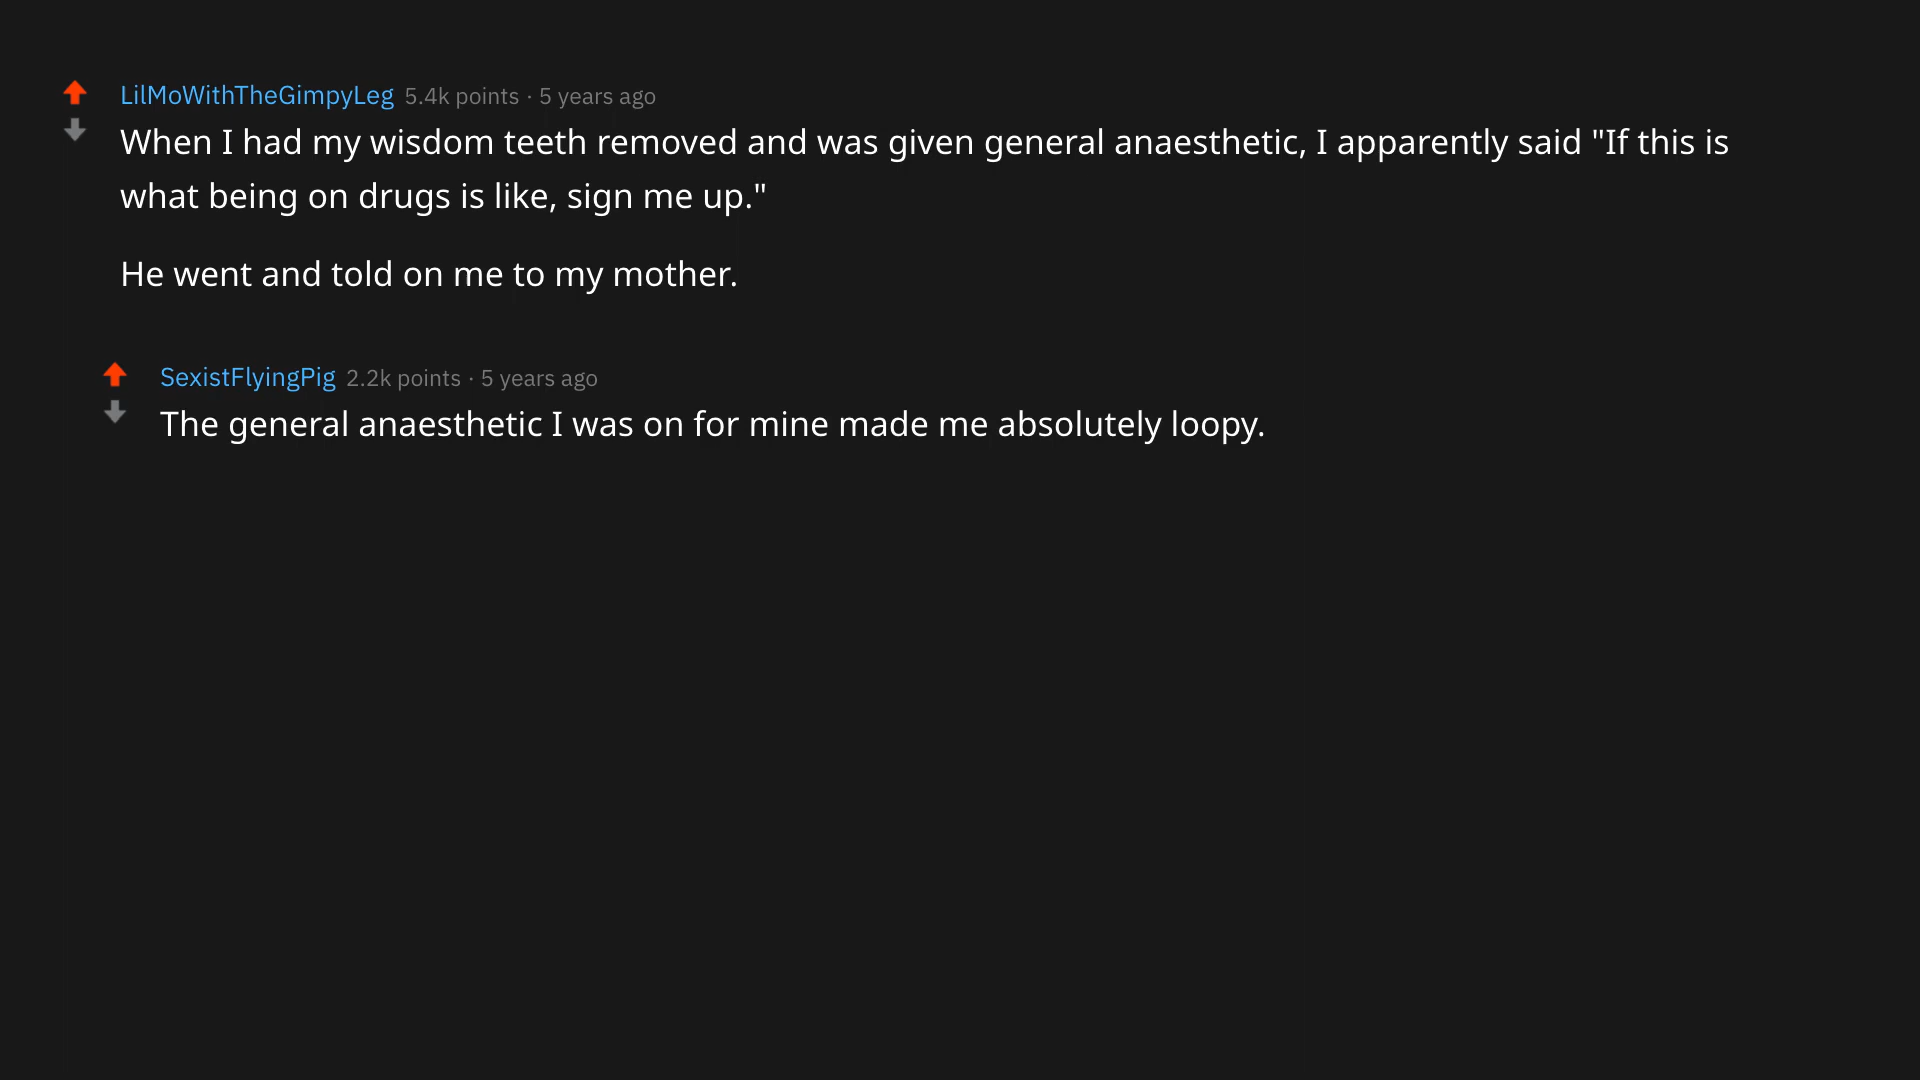 LilMoWithTheGimpyLeg 5.4k points · 5 years ago
When I had my wisdom teeth removed and was given general anaesthetic, I apparently said "If this is
what being on drugs is like, sign me up."
He went and told on me to my mother.
SexistFlyingPig 2.2k points · 5 years ago
The general anaesthetic I was on for mine made me absolutely loopy.